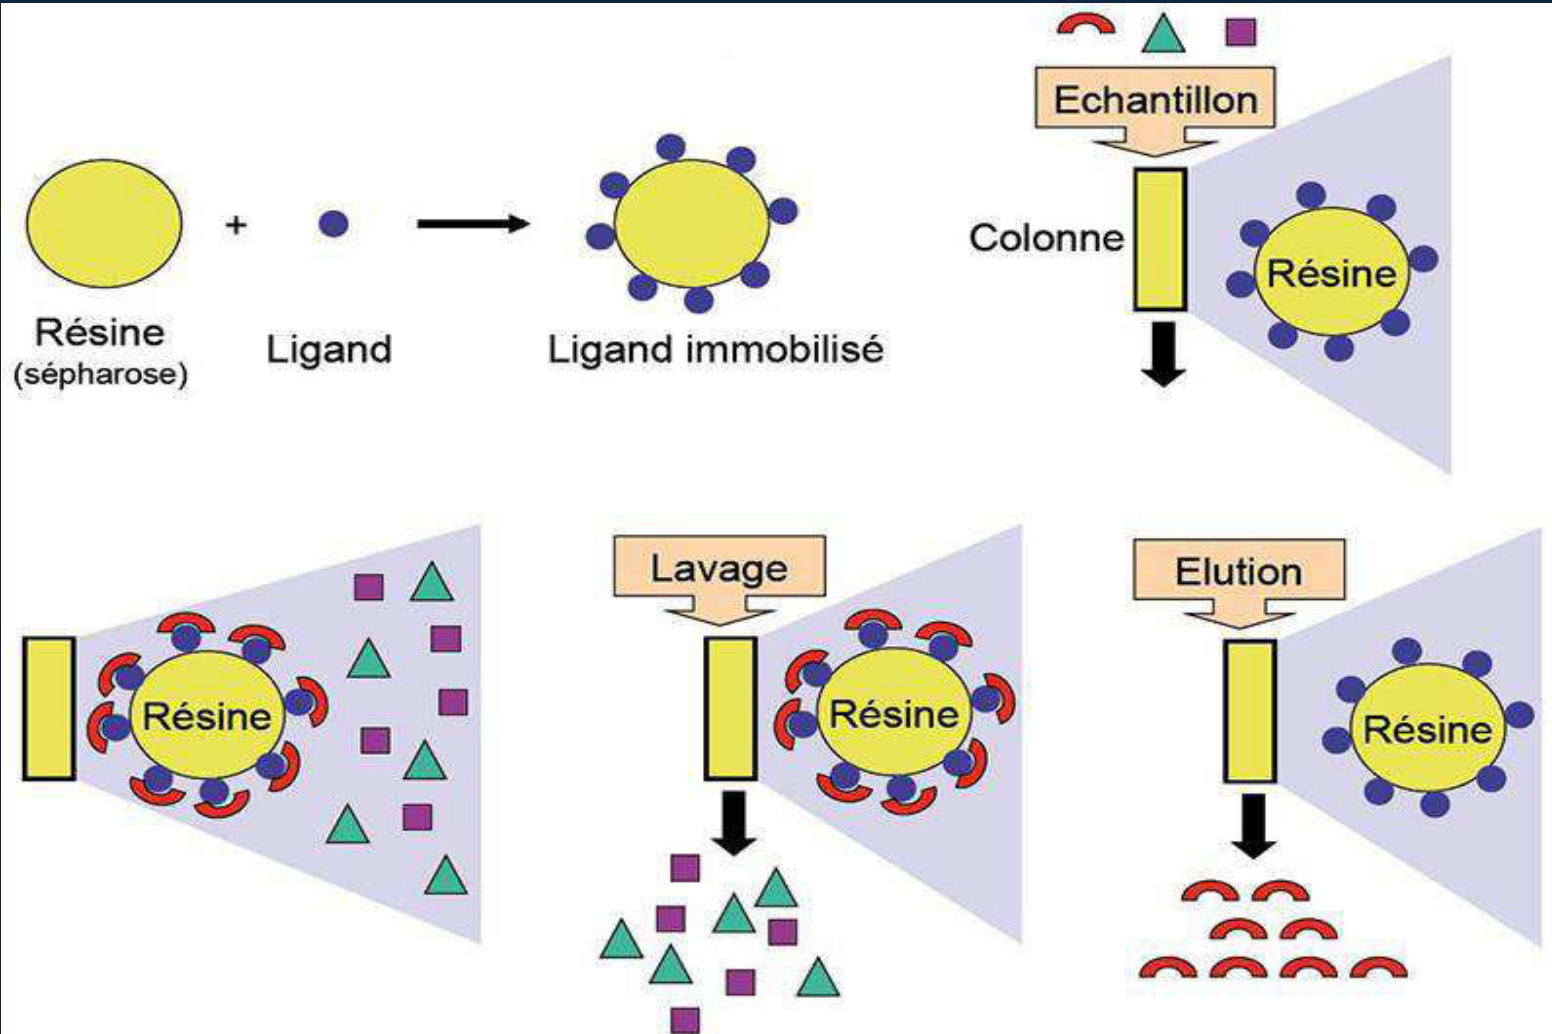 Echantillon
+
Résine
(sépharose)
Ligand
Ligand immobilisé
Colonne
Résine
Résine
Lavage
Résine
Elution
Résine